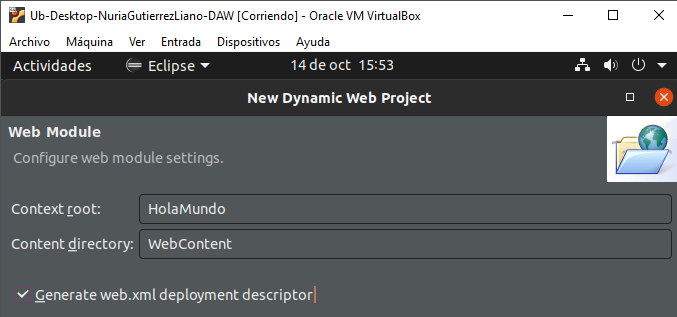 Ub-Desktop-NuriaGutierrezLiano-DAW [Corriendo] - Oracle VM VirtualBox
Archivo Máquina Ver Entrada Dispositivos Ayuda
Actividades Eclipse 14 de oct 15:53
New Dynamic Web Project
Web Module
Configure web module settings.
Context root: HolaMundo
Content directory: WebContent
Generate web.xml deployment descriptor